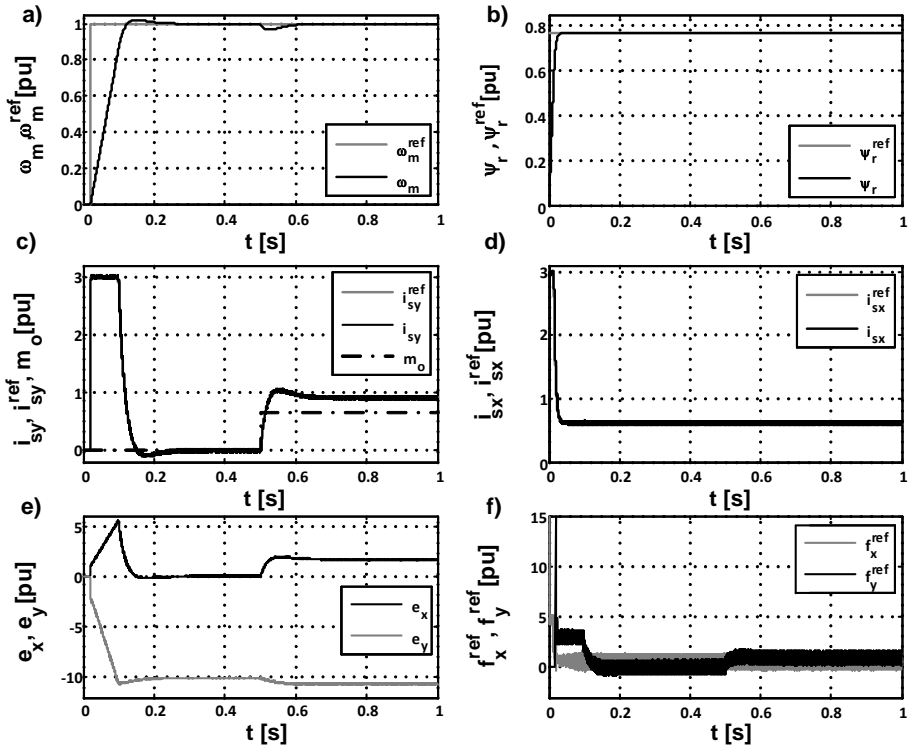 a)
ω_m, ω_m^ref [pu]
1
0.8
0.6
0.4
0.2
0
ω_m^ref
ω_m
0 0.2 0.4 0.6 0.8 1
t [s]
b)
ψ_r, ψ_r^ref [pu]
0.8
0.6
0.4
0.2
0
ψ_r^ref
ψ_r
0 0.2 0.4 0.6 0.8 1
t [s]
c)
i_sy, i_sy^ref, m_o [pu]
3
2
1
0
i_sy^ref
i_sy
m_o
0 0.2 0.4 0.6 0.8 1
t [s]
d)
i_sx, i_sx^ref [pu]
3
2
1
0
i_sx^ref
i_sx
0 0.2 0.4 0.6 0.8 1
t [s]
e)
e_x, e_y [pu]
5
0
-5
-10
e_x
e_y
0 0.2 0.4 0.6 0.8 1
t [s]
f)
f_x^ref, f_y^ref [pu]
15
10
5
0
f_x^ref
f_y^ref
0 0.2 0.4 0.6 0.8 1
t [s]